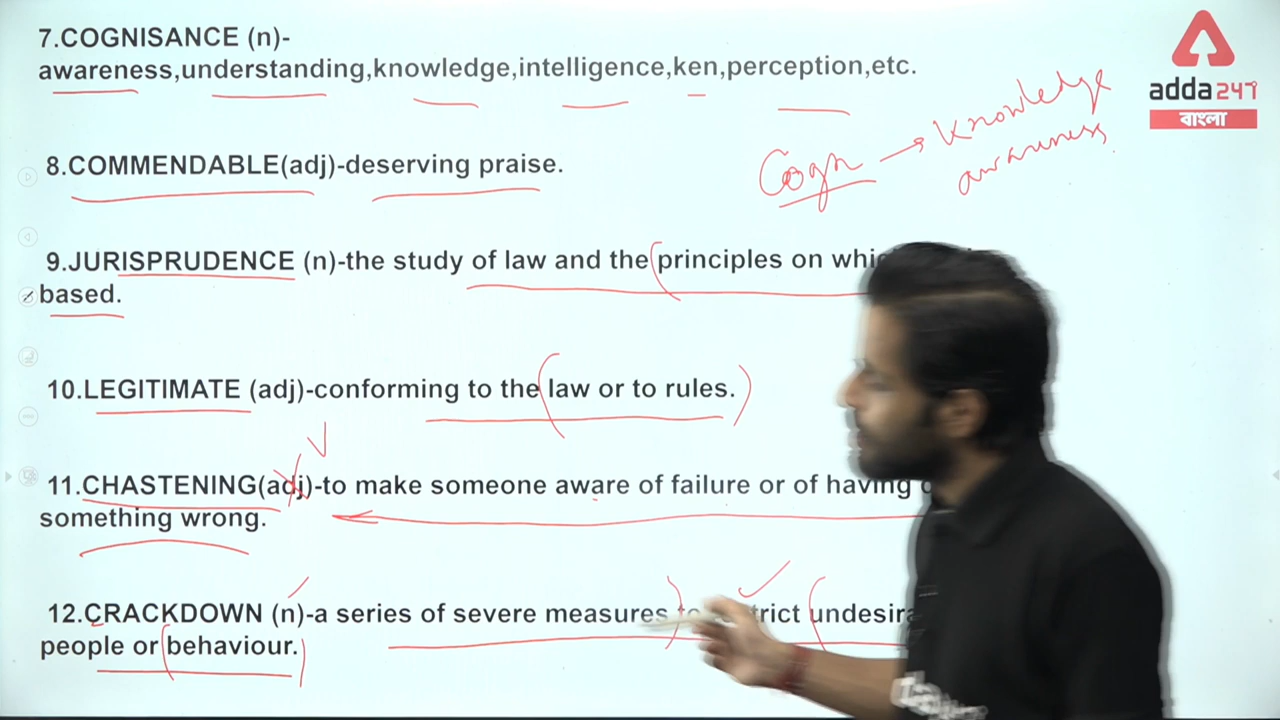 7.COGNISANCE (n)-
awareness,understanding,knowledge,intelligence,ken,perception,etc.
adda247
বাংলা
Cogn → Knowledge
awareness
8.COMMENDABLE(adj)-deserving praise.
9.JURISPRUDENCE (n)-the study of law and the principles on
based.
10.LEGITIMATE (adj)-conforming to the law or to rules.
V
11.CHASTENING(adj)-to make someone aware of failure or of having
something wrong.
12.CRACKDOWN (n)-a series of severe measures
people or behaviour.